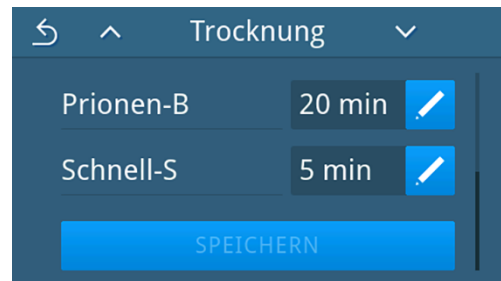 Trocknung
Prionen-B 20 min
Schnell-S 5 min
SPEICHERN